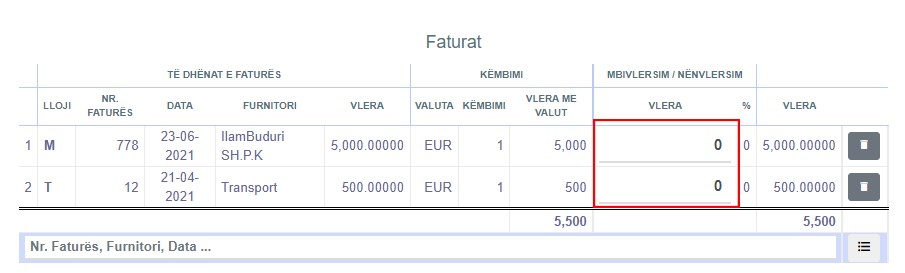 Faturat
TË DHËNAT E FATURËS KËMBIMI MBIVLERSIM / NËNVLERSIM
LLOJI NR. FATURËS DATA FURNITORI VLERA VALUTA KËMBIMI VLERA ME VALUT VLERA % VLERA
1 M 778 23-06-2021 IlamBuduri SH.P.K 5,000.00000 EUR 1 5,000 0 0 5,000.00000
2 T 12 21-04-2021 Transport 500.00000 EUR 1 500 0 0 500.00000
5,500 5,500
Nr. Faturës, Furnitori, Data ...